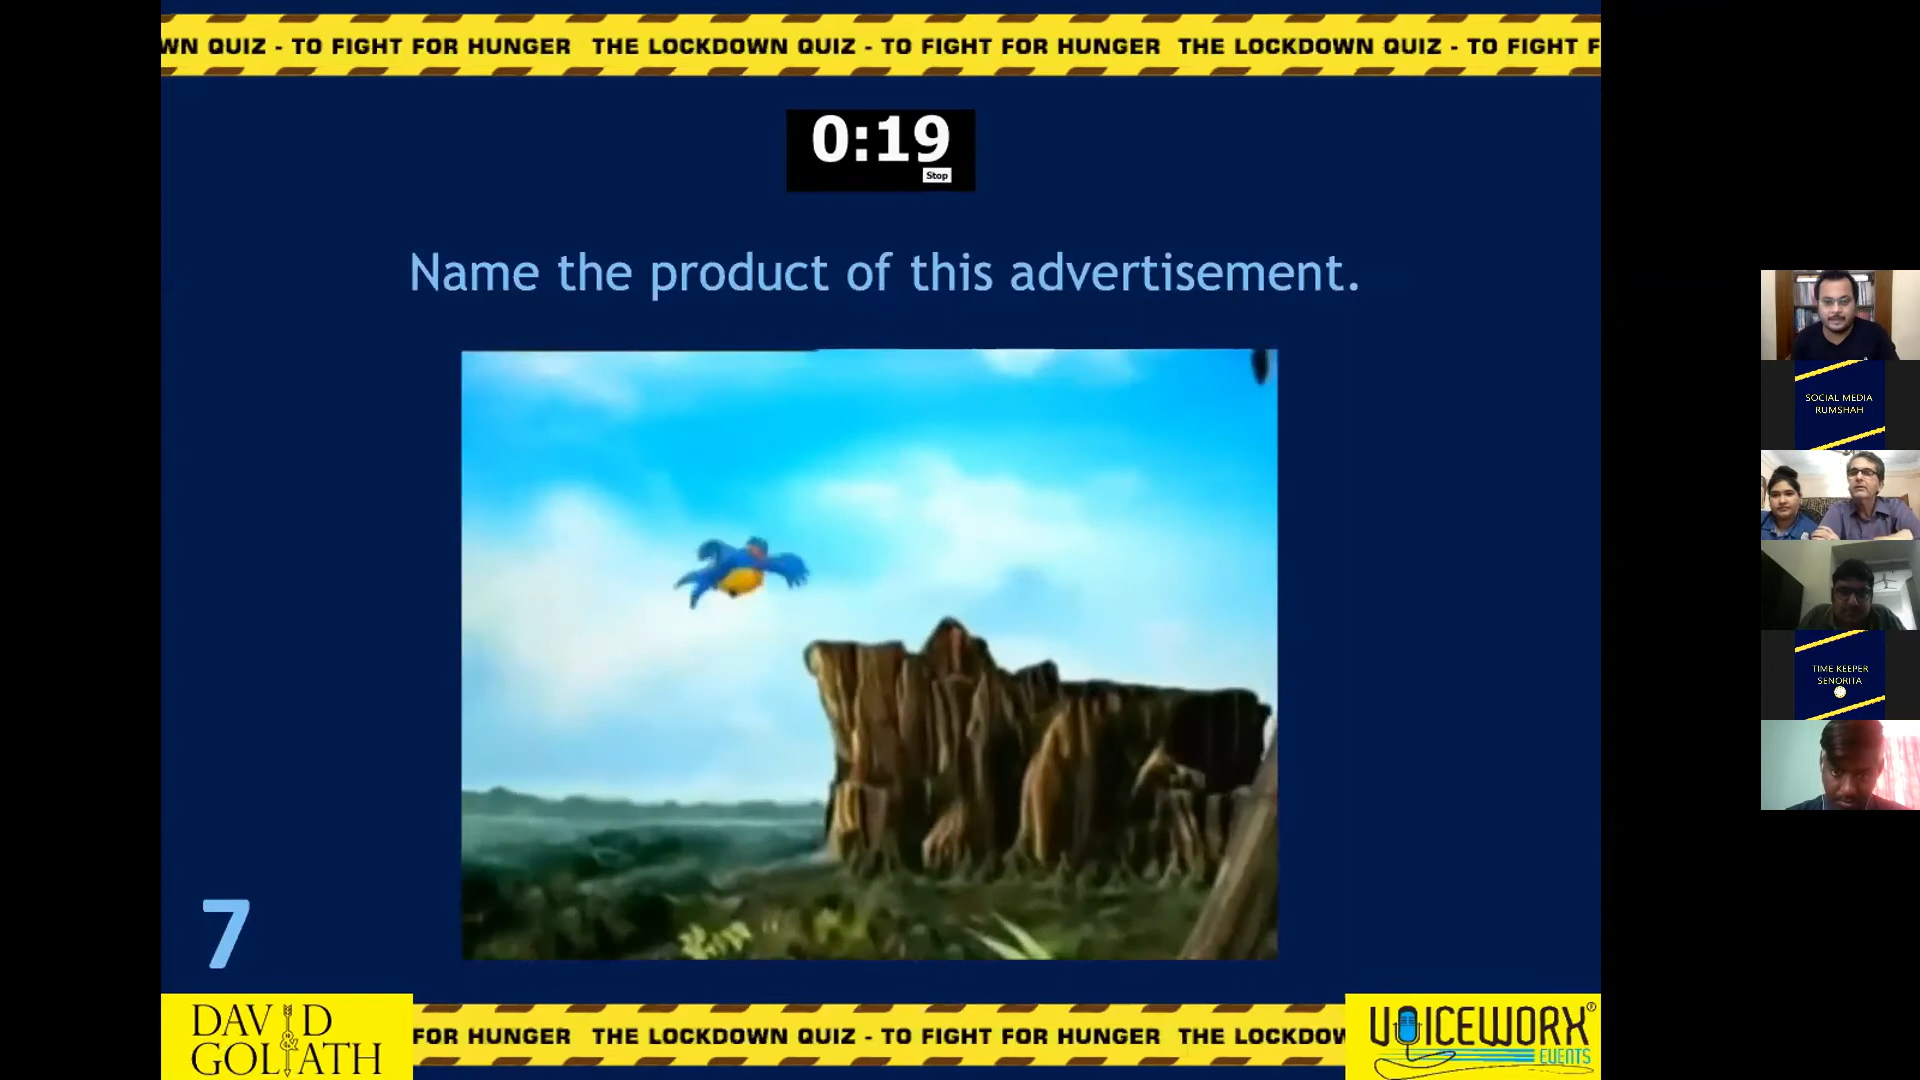 WN QUIZ - TO FIGHT FOR HUNGER THE LOCKDOWN QUIZ - TO FIGHT FOR HUNGER THE LOCKDOWN QUIZ - TO FIGHT F
0:19
Stop
Name the product of this advertisement.
SOCIAL MEDIA
RUMSHAH
TIME KEEPER
SENORITA
7
DAVID
&
GOLIATH
FOR HUNGER THE LOCKDOWN QUIZ - TO FIGHT FOR HUNGER THE LOCKDOW
VOICEWORX®
EVENTS